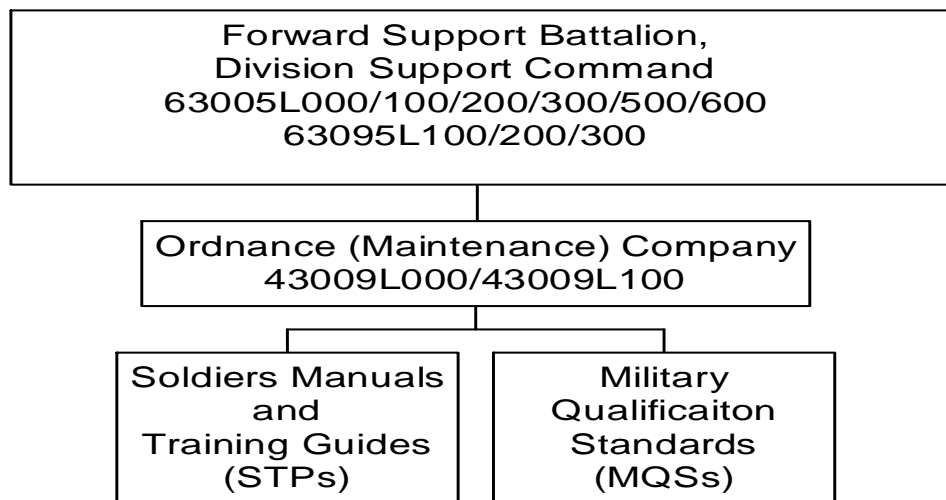 Forward Support Battalion,
Division Support Command
63005L000/100/200/300/500/600
63095L100/200/300
Ordnance (Maintenance) Company
43009L000/43009L100
Soldiers Manuals
and
Training Guides
(STPs)
Military
Qualificaiton
Standards
(MQSs)